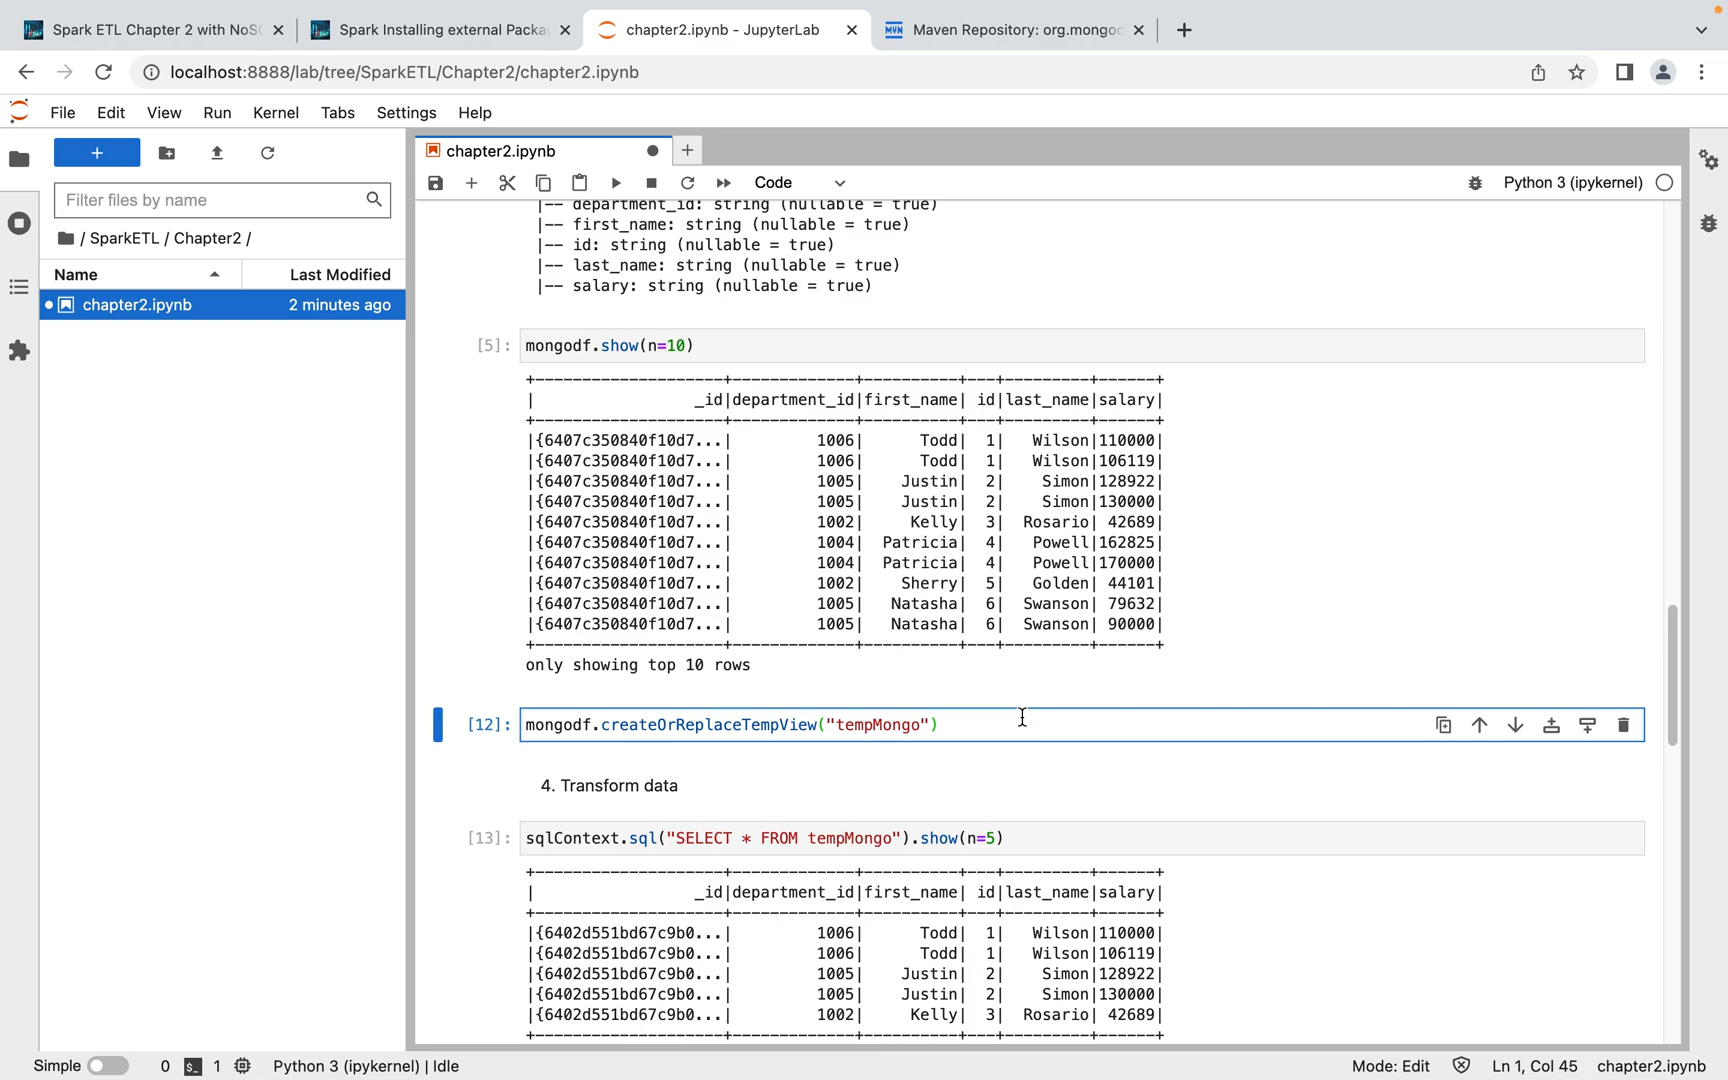 Spark ETL Chapter 2 with NoSQ
Spark Installing external Packa
chapter2.ipynb - JupyterLab
Maven Repository: org.mongoc
localhost:8888/lab/tree/SparkETL/Chapter2/chapter2.ipynb
File Edit View Run Kernel Tabs Settings Help
chapter2.ipynb
Code
Python 3 (ipykernel)
Filter files by name
/ SparkETL / Chapter2 /
Name Last Modified
chapter2.ipynb 2 minutes ago
|-- department_id: string (nullable = true)
|-- first_name: string (nullable = true)
|-- id: string (nullable = true)
|-- last_name: string (nullable = true)
|-- salary: string (nullable = true)
[5]: mongodf.show(n=10)
+--------------------+-------------+----------+---+---------+------+
| _id|department_id|first_name| id|last_name|salary|
+--------------------+-------------+----------+---+---------+------+
|{6407c350840f10d7...| 1006| Todd| 1| Wilson|110000|
|{6407c350840f10d7...| 1006| Todd| 1| Wilson|106119|
|{6407c350840f10d7...| 1005| Justin| 2| Simon|128922|
|{6407c350840f10d7...| 1005| Justin| 2| Simon|130000|
|{6407c350840f10d7...| 1002| Kelly| 3| Rosario| 42689|
|{6407c350840f10d7...| 1004| Patricia| 4| Powell|162825|
|{6407c350840f10d7...| 1004| Patricia| 4| Powell|170000|
|{6407c350840f10d7...| 1002| Sherry| 5| Golden| 44101|
|{6407c350840f10d7...| 1005| Natasha| 6| Swanson| 79632|
|{6407c350840f10d7...| 1005| Natasha| 6| Swanson| 90000|
+--------------------+-------------+----------+---+---------+------+
only showing top 10 rows
[12]: mongodf.createOrReplaceTempView("tempMongo")
4. Transform data
[13]: sqlContext.sql("SELECT * FROM tempMongo").show(n=5)
+--------------------+-------------+----------+---+---------+------+
| _id|department_id|first_name| id|last_name|salary|
+--------------------+-------------+----------+---+---------+------+
|{6402d551bd67c9b0...| 1006| Todd| 1| Wilson|110000|
|{6402d551bd67c9b0...| 1006| Todd| 1| Wilson|106119|
|{6402d551bd67c9b0...| 1005| Justin| 2| Simon|128922|
|{6402d551bd67c9b0...| 1005| Justin| 2| Simon|130000|
|{6402d551bd67c9b0...| 1002| Kelly| 3| Rosario| 42689|
+--------------------+-------------+----------+---+---------+------+
Simple 0 1 Python 3 (ipykernel) | Idle Mode: Edit Ln 1, Col 45 chapter2.ipynb